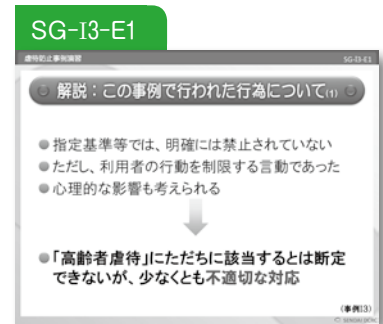 SG-I3-E1
虐待防止事例演習 SG-I3-E1
解説：この事例で行われた行為について(1)
●指定基準等では、明確には禁止されていない
●ただし、利用者の行動を制限する言動であった
●心理的な影響も考えられる
●「高齢者虐待」にただちに該当するとは断定
できないが、少なくとも不適切な対応
（事例I3）
© SENDAI DCRC